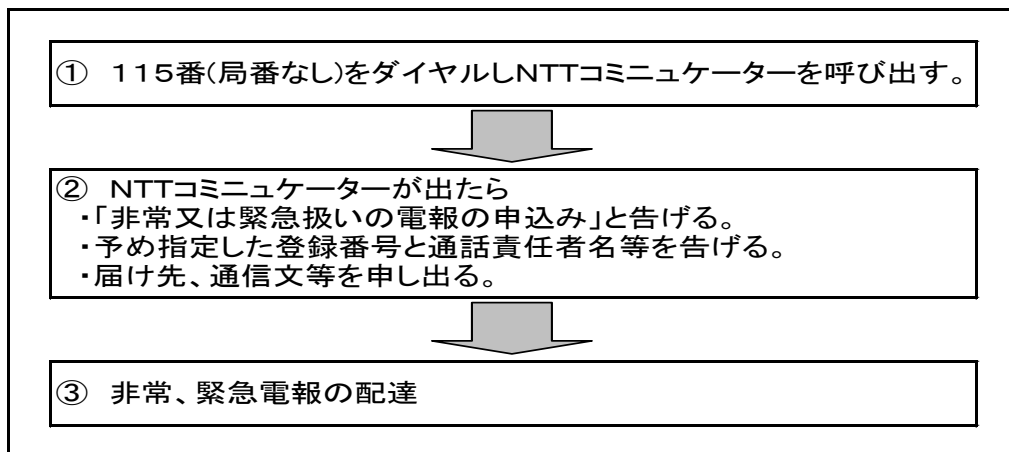 ① 115番(局番なし)をダイヤルしNTTコミニュケーターを呼び出す。
② NTTコミニュケーターが出たら
・「非常又は緊急扱いの電報の申込み」と告げる。
・予め指定した登録番号と通話責任者名等を告げる。
・届け先、通信文等を申し出る。
③ 非常、緊急電報の配達